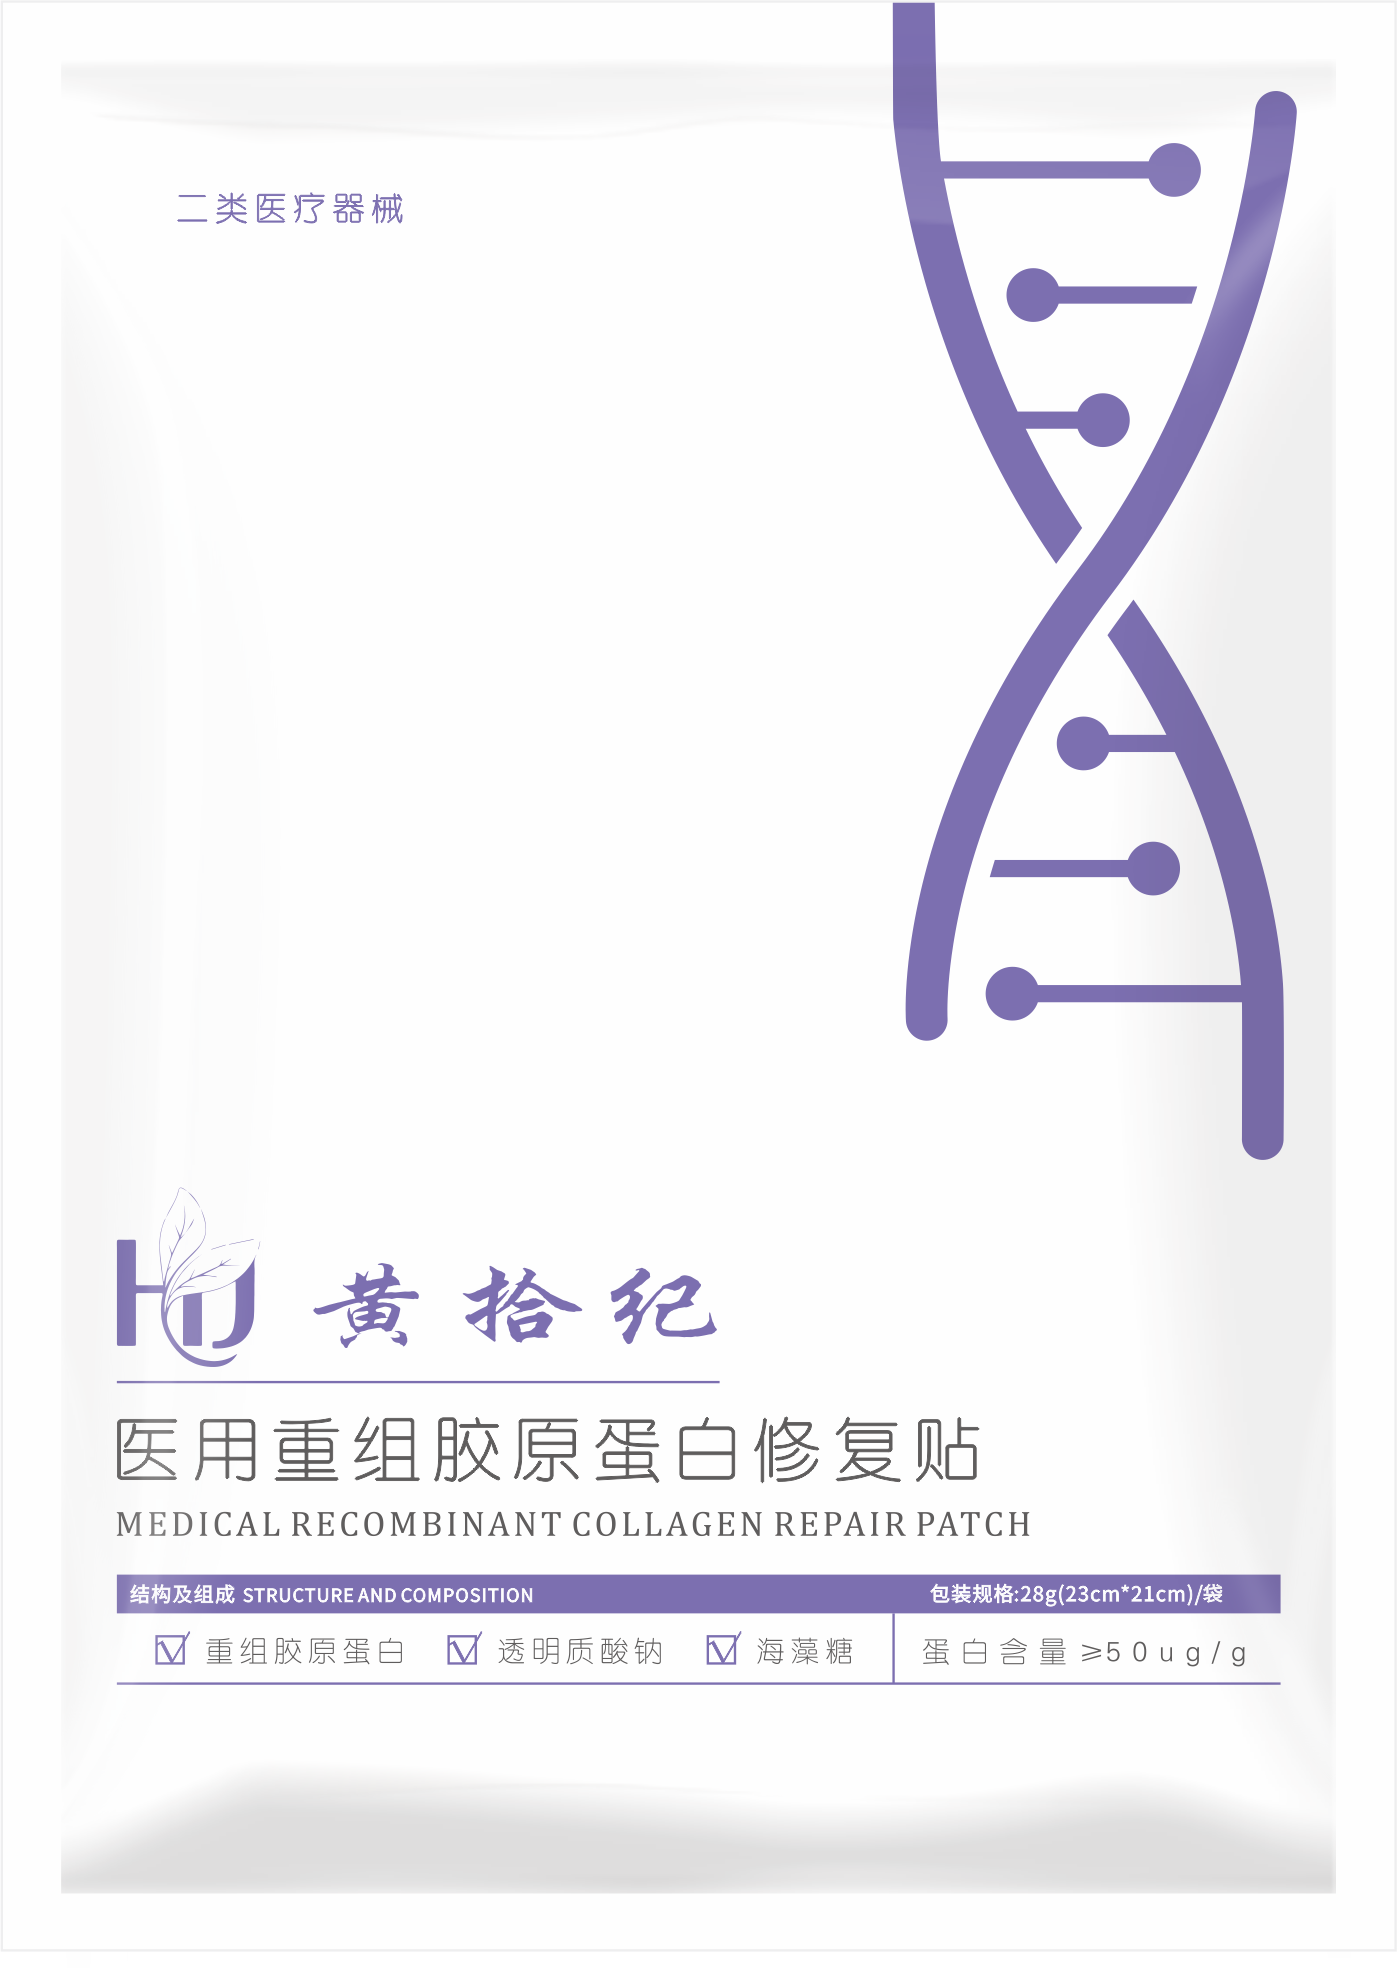 二类医疗器械
HJ 黄拾纪
医用重组胶原蛋白修复贴
MEDICAL RECOMBINANT COLLAGEN REPAIR PATCH
结构及组成 STRUCTURE AND COMPOSITION 包装规格:28g(23cm*21cm)/袋
重组胶原蛋白 透明质酸钠 海藻糖 蛋白含量≥50ug/g